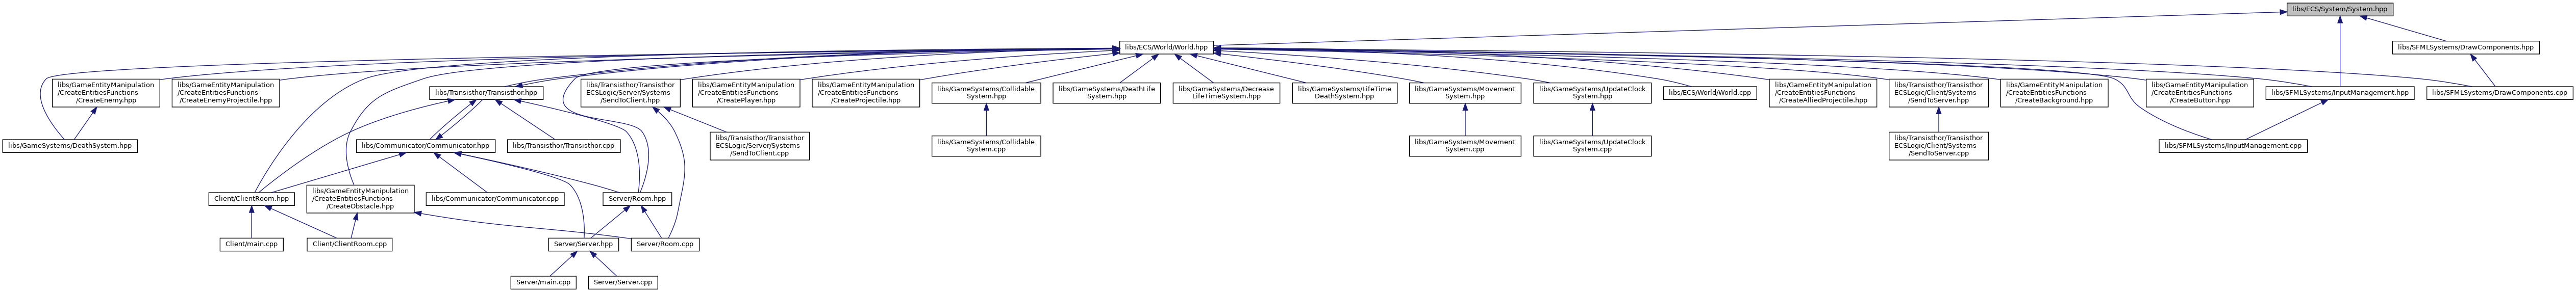 libs/ECS/System/System.hpp
libs/ECS/World/World.hpp
libs/SFMLSystems/DrawComponents.hpp
libs/GameEntityManipulation
/CreateEntitiesFunctions
/CreateEnemy.hpp
libs/GameEntityManipulation
/CreateEntitiesFunctions
/CreateEnemyProjectile.hpp
libs/Transisthor/Transisthor.hpp
libs/Transisthor/Transisthor
ECSLogic/Server/Systems
/SendToClient.hpp
libs/GameEntityManipulation
/CreateEntitiesFunctions
/CreatePlayer.hpp
libs/GameEntityManipulation
/CreateEntitiesFunctions
/CreateProjectile.hpp
libs/GameSystems/Collidable
System.hpp
libs/GameSystems/DeathLife
System.hpp
libs/GameSystems/Decrease
LifeTimeSystem.hpp
libs/GameSystems/LifeTime
DeathSystem.hpp
libs/GameSystems/Movement
System.hpp
libs/GameSystems/UpdateClock
System.hpp
libs/ECS/World/World.cpp
libs/GameEntityManipulation
/CreateEntitiesFunctions
/CreateAlliedProjectile.hpp
libs/Transisthor/Transisthor
ECSLogic/Client/Systems
/SendToServer.hpp
libs/GameEntityManipulation
/CreateEntitiesFunctions
/CreateBackground.hpp
libs/GameEntityManipulation
/CreateEntitiesFunctions
/CreateButton.hpp
libs/SFMLSystems/InputManagement.hpp
libs/SFMLSystems/DrawComponents.cpp
libs/GameSystems/DeathSystem.hpp
libs/Communicator/Communicator.hpp
libs/Transisthor/Transisthor.cpp
libs/Transisthor/Transisthor
ECSLogic/Server/Systems
/SendToClient.cpp
libs/GameSystems/Collidable
System.cpp
libs/GameSystems/Movement
System.cpp
libs/GameSystems/UpdateClock
System.cpp
libs/Transisthor/Transisthor
ECSLogic/Client/Systems
/SendToServer.cpp
libs/SFMLSystems/InputManagement.cpp
Client/ClientRoom.hpp
libs/GameEntityManipulation
/CreateEntitiesFunctions
/CreateObstacle.hpp
libs/Communicator/Communicator.cpp
Server/Room.hpp
Client/main.cpp
Client/ClientRoom.cpp
Server/Server.hpp
Server/Room.cpp
Server/main.cpp
Server/Server.cpp